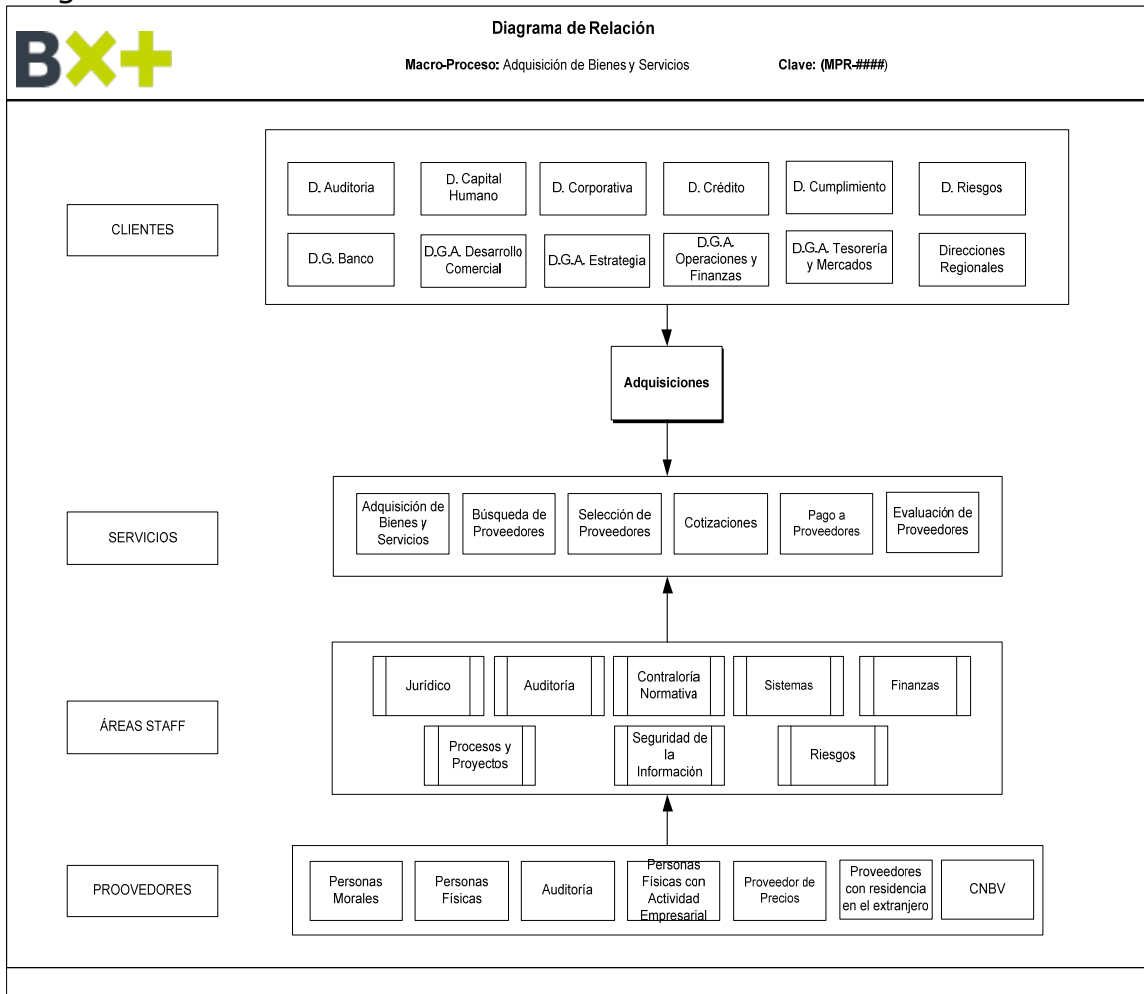 Diagrama de Relación
BX+
Macro-Proceso: Adquisición de Bienes y Servicios Clave: (MPR-####)
CLIENTES
D. Auditoria
D. Capital
Humano
D. Corporativa
D. Crédito
D. Cumplimiento
D. Riesgos
D.G. Banco
D.G.A. Desarrollo
Comercial
D.G.A. Estrategia
D.G.A.
Operaciones y
Finanzas
D.G.A. Tesorería
y Mercados
Direcciones
Regionales
Adquisiciones
SERVICIOS
Adquisición de
Bienes y
Servicios
Búsqueda de
Proveedores
Selección de
Proveedores
Cotizaciones
Pago a
Proveedores
Evaluación de
Proveedores
ÁREAS STAFF
Jurídico
Auditoría
Contraloría
Normativa
Sistemas
Finanzas
Procesos y
Proyectos
Seguridad de
la
Información
Riesgos
PROOVEDORES
Personas
Morales
Personas
Físicas
Auditoría
Personas
Físicas con
Actividad
Empresarial
Proveedor de
Precios
Proveedores
con residencia
en el extranjero
CNBV